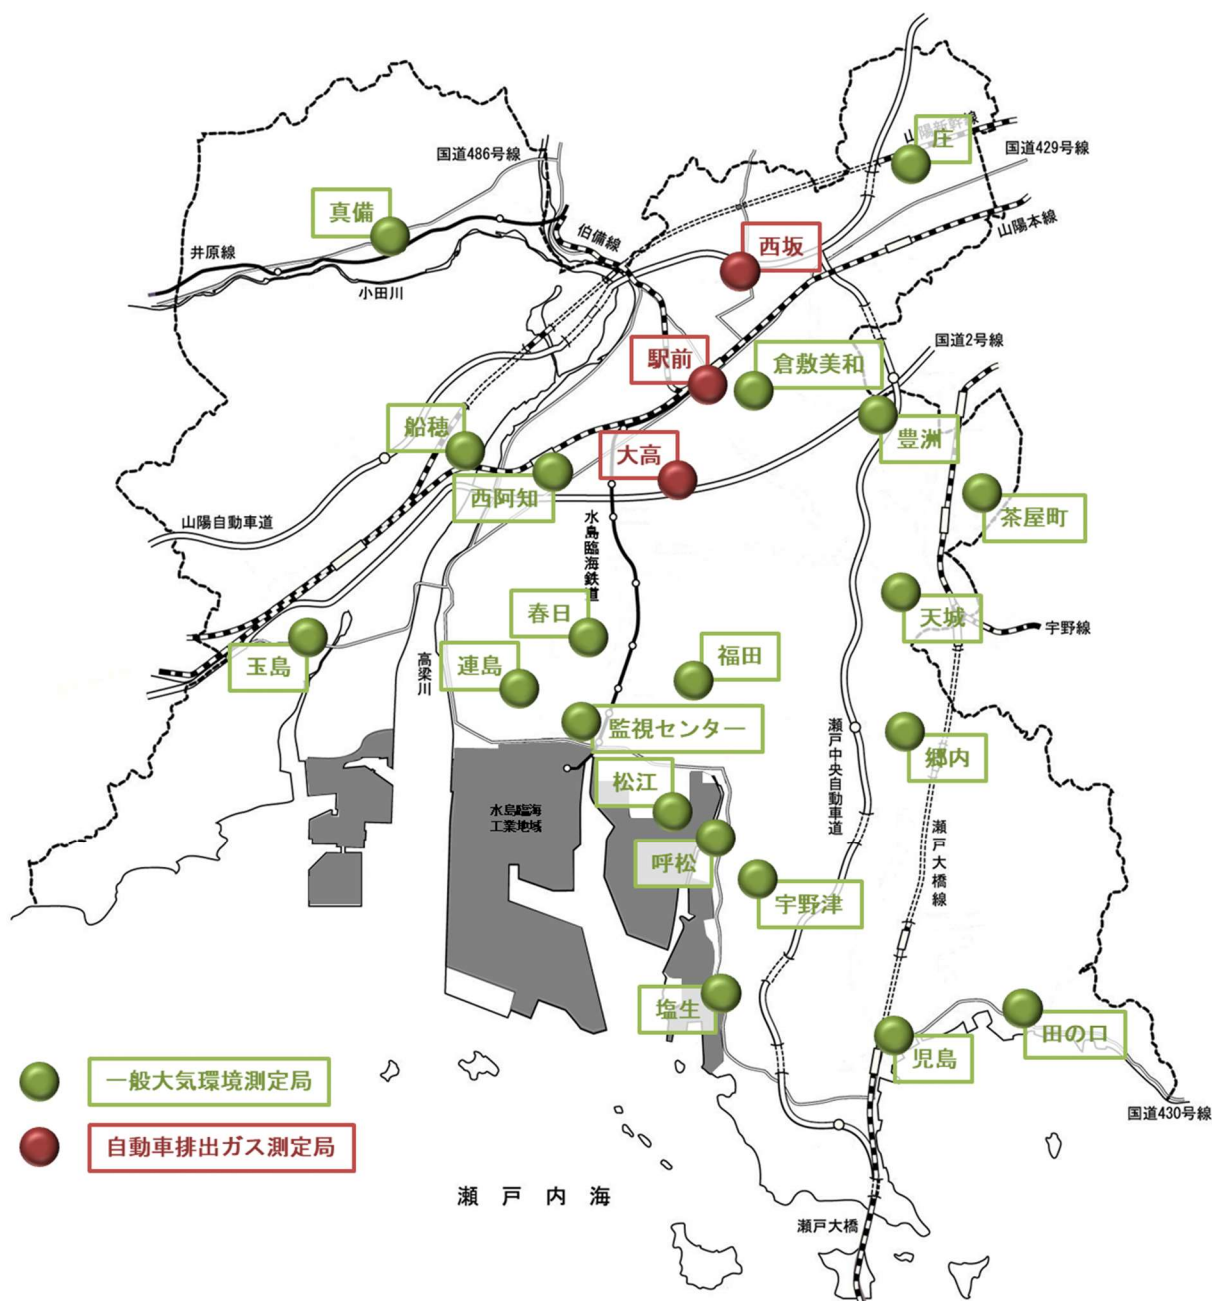 庄
陽新幹線
国道429号線
国道486号線
真備
伯備線
西坂
山陽本線
井原線
小田川
国道2号線
駅前
倉敷美和
船穂
豊洲
大高
西阿知
茶屋町
山陽自動車道
水島臨海鉄道
春日
天城
宇野線
福田
玉島
連島
高梁川
監視センター
瀬戸中央自動車道
郷内
松江
水島臨海
工業地域
瀬戸大橋線
呼松
宇野津
塩生
田の口
児島
一般大気環境測定局
国道430号線
自動車排出ガス測定局
瀬戸内海
瀬戸大橋